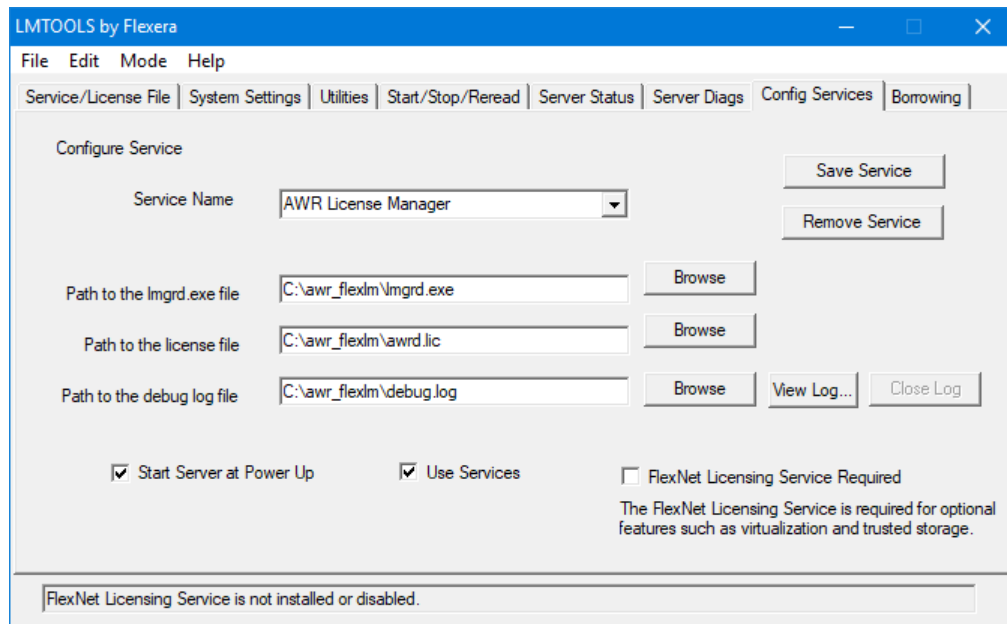 LMTOOLS by Flexera
File Edit Mode Help
Service/License File System Settings Utilities Start/Stop/Reread Server Status Server Diags Config Services Borrowing
Configure Service
Save Service
Service Name AWR License Manager
Remove Service
Path to the lmgrd.exe file C:\awr_flexlm\lmgrd.exe Browse
Path to the license file C:\awr_flexlm\awrd.lic Browse
Path to the debug log file C:\awr_flexlm\debug.log Browse View Log... Close Log
Start Server at Power Up Use Services FlexNet Licensing Service Required
The FlexNet Licensing Service is required for optional
features such as virtualization and trusted storage.
FlexNet Licensing Service is not installed or disabled.